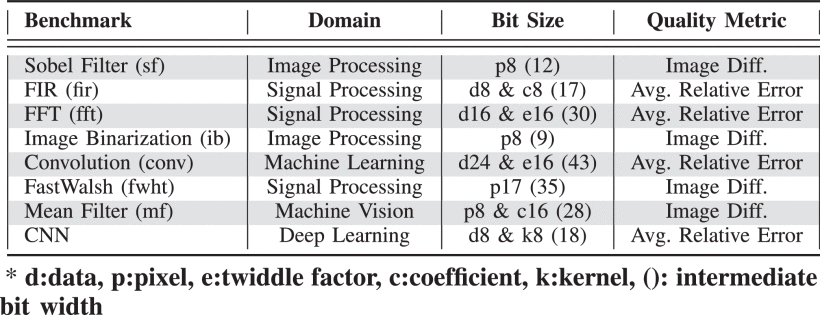 Benchmark Domain Bit Size Quality Metric
Sobel Filter (sf) Image Processing p8 (12) Image Diff.
FIR (fir) Signal Processing d8 & c8 (17) Avg. Relative Error
FFT (fft) Signal Processing d16 & e16 (30) Avg. Relative Error
Image Binarization (ib) Image Processing p8 (9) Image Diff.
Convolution (conv) Machine Learning d24 & e16 (43) Avg. Relative Error
FastWalsh (fwht) Signal Processing p17 (35) Image Diff.
Mean Filter (mf) Machine Vision p8 & c16 (28) Image Diff.
CNN Deep Learning d8 & k8 (18) Avg. Relative Error
* d:data, p:pixel, e:twiddle factor, c:coefficient, k:kernel, (): intermediate
bit width